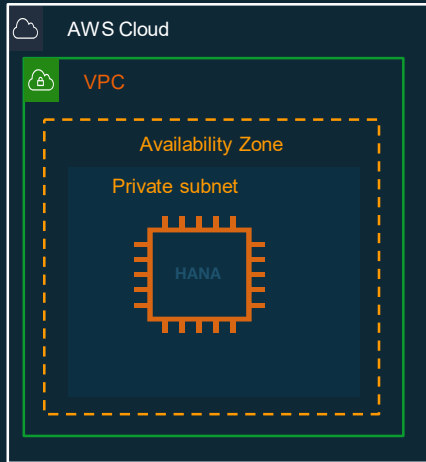 AWS Cloud
VPC
Availability Zone
Private subnet
HANA